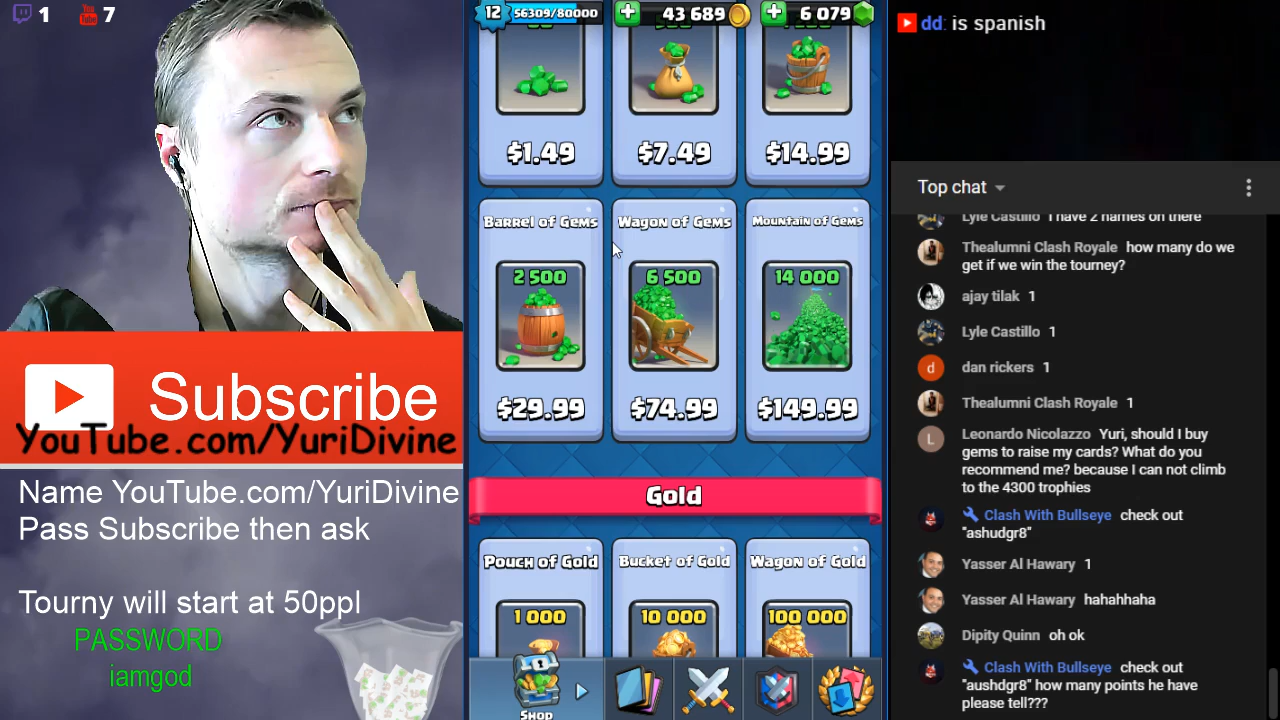 1
7
Subscribe
YouTube.com/YuriDivine
Name YouTube.com/YuriDivine
Pass Subscribe then ask
Tourny will start at 50ppl
PASSWORD
iamgod
12 56309/80000 43 689 6 079
$1.49 $7.49 $14.99
Barrel of Gems Wagon of Gems Mountain of Gems
2 500 6 500 14 000
$29.99 $74.99 $149.99
Gold
Pouch of Gold Bucket of Gold Wagon of Gold
1 000 10 000 100 000
Shop
dd: is spanish
Top chat
Lyle Castillo I have 2 names on there
Thealumni Clash Royale how many do we
get if we win the tourney?
ajay tilak 1
Lyle Castillo 1
d dan rickers 1
Thealumni Clash Royale 1
L Leonardo Nicolazzo Yuri, should I buy
gems to raise my cards? What do you
recommend me? because I can not climb
to the 4300 trophies
Clash With Bullseye check out
"ashudgr8"
Yasser Al Hawary 1
Yasser Al Hawary hahahhaha
Dipity Quinn oh ok
Clash With Bullseye check out
"aushdgr8" how many points he have
please tell???